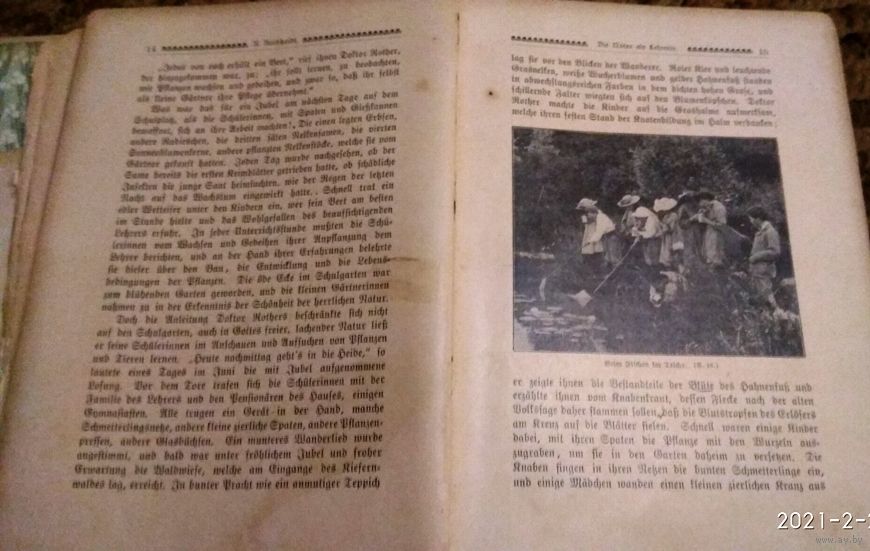 14
„Jedes von euch erhält ein Beet,“ rief ihnen Doktor Rother,
der hinzugekommen war, zu; „ihr sollt lernen, zu beobachten,
wie Pflanzen wachsen und gedeihen, und zwar so, daß ihr selbst
als kleine Gärtner ihre Pflege übernehmt.“
Was war das für ein Jubel am nächsten Tage auf dem
Schulplatz, als die Schülerinnen, mit Spaten und Gießkannen
bewaffnet, sich an ihre Arbeit machten! Die einen legten Erbsen,
andere Radieschen, die dritten säten Nelkensamen, die vierten
Sonnenblumenkerne, andere pflanzten Nelkenstöcke, welche sie vom
Gärtner gekauft hatten. Jeden Tag wurde nachgesehen, ob der
Same bereits die ersten Keimblätter getrieben hatte, ob schädliche
Insekten die junge Saat heimsuchten, wie der Regen der letzten
Nacht auf das Wachstum eingewirkt hatte. Schnell trat ein
edler Wetteifer unter den Kindern ein, wer sein Beet am besten
im Stande hielte und das Wohlgefallen des beaufsichtigenden
Lehrers erfuhr. In jeder Unterrichtsstunde mußten die Schü-
lerinnen vom Wachsen und Gedeihen ihrer Anpflanzung dem
Lehrer berichten, und an der Hand ihrer Erfahrungen belehrte
sie dieser über den Bau, die Entwicklung und die Lebens-
bedingungen der Pflanzen. Die öde Ecke im Schulgarten war
zum blühenden Garten geworden, und die kleinen Gärtnerinnen
nahmen zu in der Erkenntnis der Schönheit der herrlichen Natur.
Doch die Anleitung Doktor Rothers beschränkte sich nicht
auf den Schulgarten, auch in Gottes freier, lachender Natur ließ
er seine Schülerinnen im Anschauen und Aufsuchen von Pflanzen
und Tieren lernen. „Heute nachmittag geht's in die Heide,“ so
lautete eines Tages im Juni die mit Jubel aufgenommene
Losung. Vor dem Tore trafen sich die Schülerinnen mit der
Familie des Lehrers und den Pensionären des Hauses, einigen
Gymnasiasten. Alle trugen ein Gerät in der Hand, manche
Schmetterlingsnetze, andere kleine zierliche Spaten, andere Pflanzen-
pressen, andere Glasbüchsen. Ein munteres Wanderlied wurde
angestimmt, und bald war unter fröhlichem Jubel und froher
Erwartung die Waldwiese, welche am Eingange des Kiefern-
waldes lag, erreicht. In bunter Pracht wie ein anmutiger Teppich
Die Natur als Lehrerin.
15
lag sie vor den Blicken der Wanderer. Roter Klee und leuchtende
Grasnelken, weiße Wucherblumen und gelber Hahnenfuß standen
in abwechslungsreichen Farben in dem dichten hohen Grase, und
schillernde Falter wiegten sich auf den Blumenköpfchen. Doktor
Rother machte die Kinder auf die Grashalme aufmerksam,
welche ihren festen Stand der Knotenbildung im Halm verdanken;
Beim Fischen im Teiche.
er zeigte ihnen die Bestandteile der Blüte des Hahnenfuß und
erzählte ihnen vom Knabenkraut, dessen Flecke nach der alten
Volkssage daher stammen sollen, daß die Blutstropfen des Erlösers
am Kreuz auf die Blätter fielen. Schnell waren einige Kinder
dabei, mit ihren Spaten die Pflanze mit den Wurzeln aus-
zugraben, um sie in den Garten daheim zu versetzen. Die
Knaben fingen in ihren Netzen die bunten Schmetterlinge ein,
und einige Mädchen wanden einen kleinen zierlichen Kranz aus
2021-2-
www.ay.by